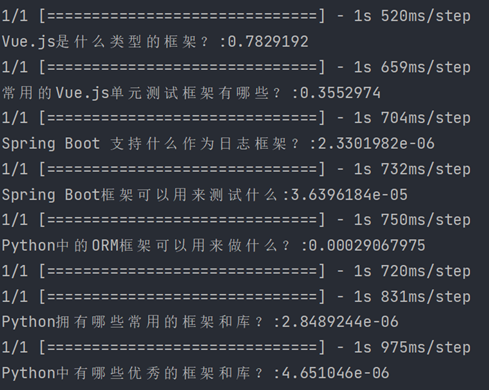 1/1 [==============================] - 1s 520ms/step
Vue.js是什么类型的框架？:0.7829192
1/1 [==============================] - 1s 659ms/step
常用的Vue.js单元测试框架有哪些？:0.3552974
1/1 [==============================] - 1s 704ms/step
Spring Boot 支持什么作为日志框架？:2.3301982e-06
1/1 [==============================] - 1s 732ms/step
Spring Boot框架可以用来测试什么:3.6396184e-05
1/1 [==============================] - 1s 750ms/step
Python中的ORM框架可以用来做什么？:0.00029067975
1/1 [==============================] - 1s 720ms/step
1/1 [==============================] - 1s 831ms/step
Python拥有哪些常用的框架和库？:2.8489244e-06
1/1 [==============================] - 1s 975ms/step
Python中有哪些优秀的框架和库？:4.651046e-06